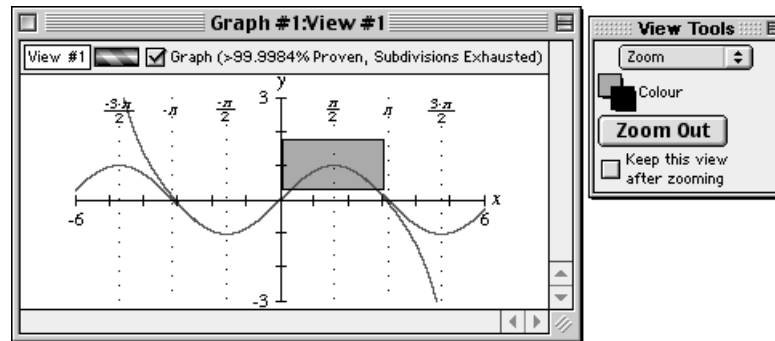 Graph #1:View #1
View #1 Graph (>99.9984% Proven, Subdivisions Exhausted)
y
3
-3·π
2
-π
-π
2
π
2
π
3·π
2
x
-6
6
-3
View Tools
Zoom
Colour
Zoom Out
Keep this view
after zooming